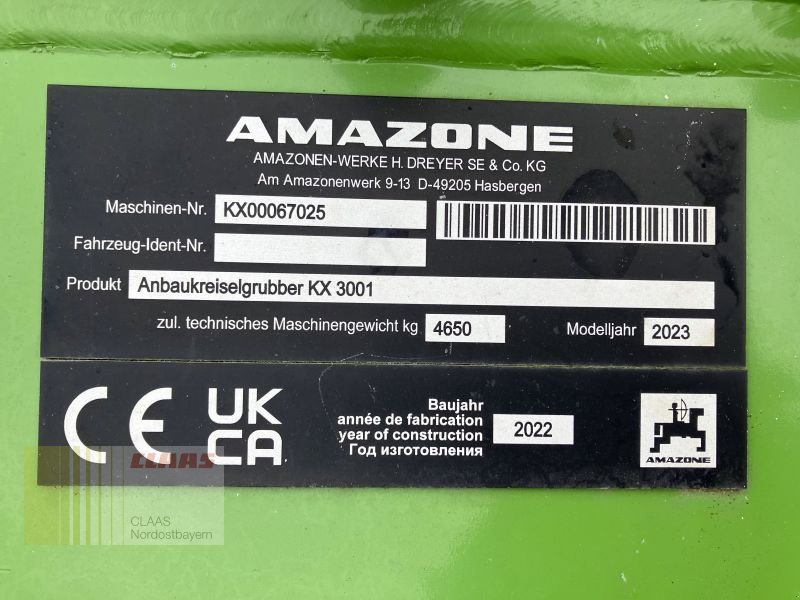 AMAZONE
AMAZONEN-WERKE H. DREYER SE & Co. KG
Am Amazonenwerk 9-13 D-49205 Hasbergen
Maschinen-Nr. KX00067025
Fahrzeug-Ident-Nr.
Produkt Anbaukreiselgrubber KX 3001
zul. technisches Maschinengewicht kg 4650 Modelljahr 2023
CE UK CA
Baujahr
année de fabrication
year of construction
Год изготовления
2022
AMAZONE
CLAAS
CLAAS
Nordostbayern